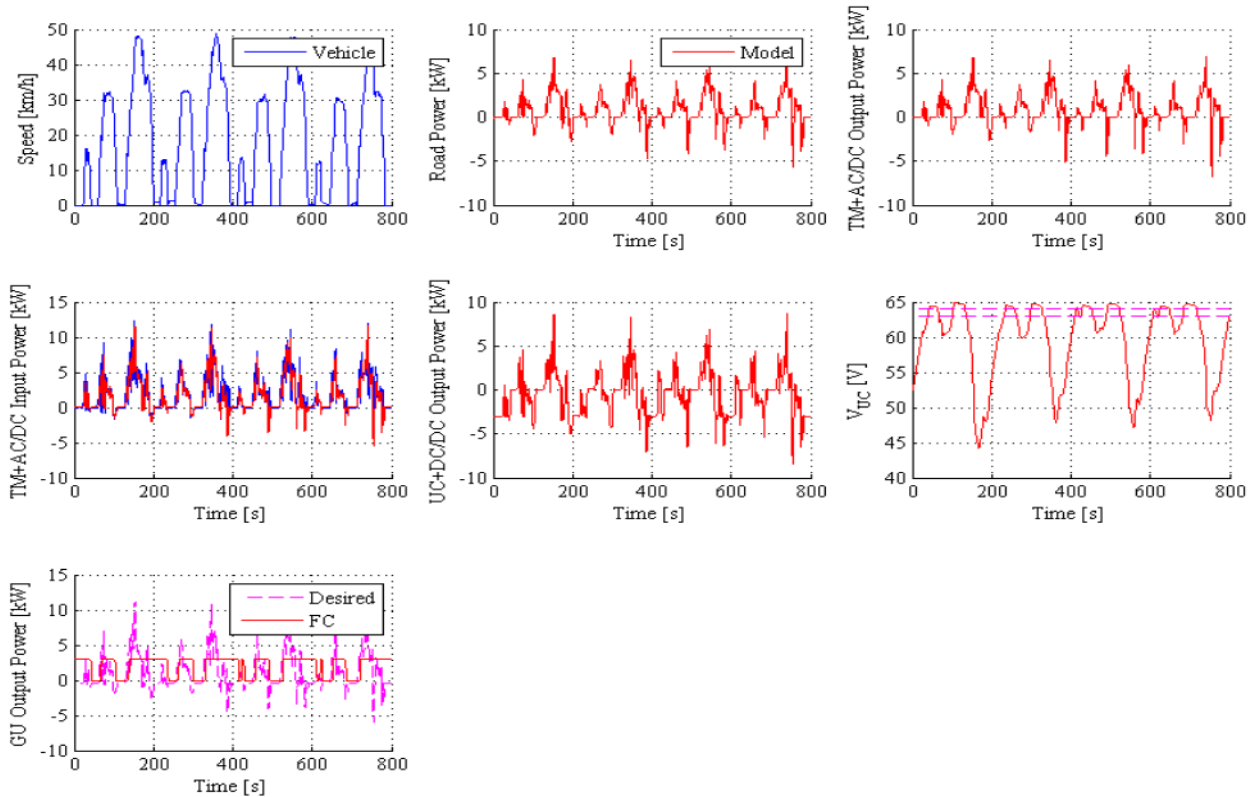 Speed [km/h]
50
40
30
20
10
0
Vehicle
0 200 400 600 800
Time [s]
Road Power [kW]
10
5
0
-5
-10
Model
0 200 400 600 800
Time [s]
TM+AC/DC Output Power [kW]
10
5
0
-5
-10
0 200 400 600 800
Time [s]
TM+AC/DC Input Power [kW]
15
10
5
0
-5
-10
0 200 400 600 800
Time [s]
UC+DC/DC Output Power [kW]
10
5
0
-5
-10
0 200 400 600 800
Time [s]
V_UC [V]
65
60
55
50
45
40
0 200 400 600 800
Time [s]
GU Output Power [kW]
15
10
5
0
-5
-10
Desired
FC
0 200 400 600 800
Time [s]